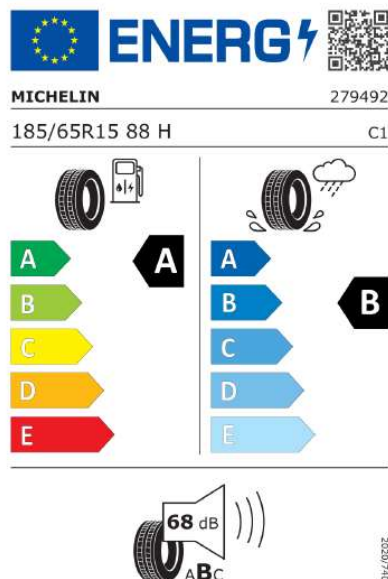 ENERG
MICHELIN 279492
185/65R15 88 H C1
A A A
B B B
C C
D D
E E
68 dB
ABC
2020/740